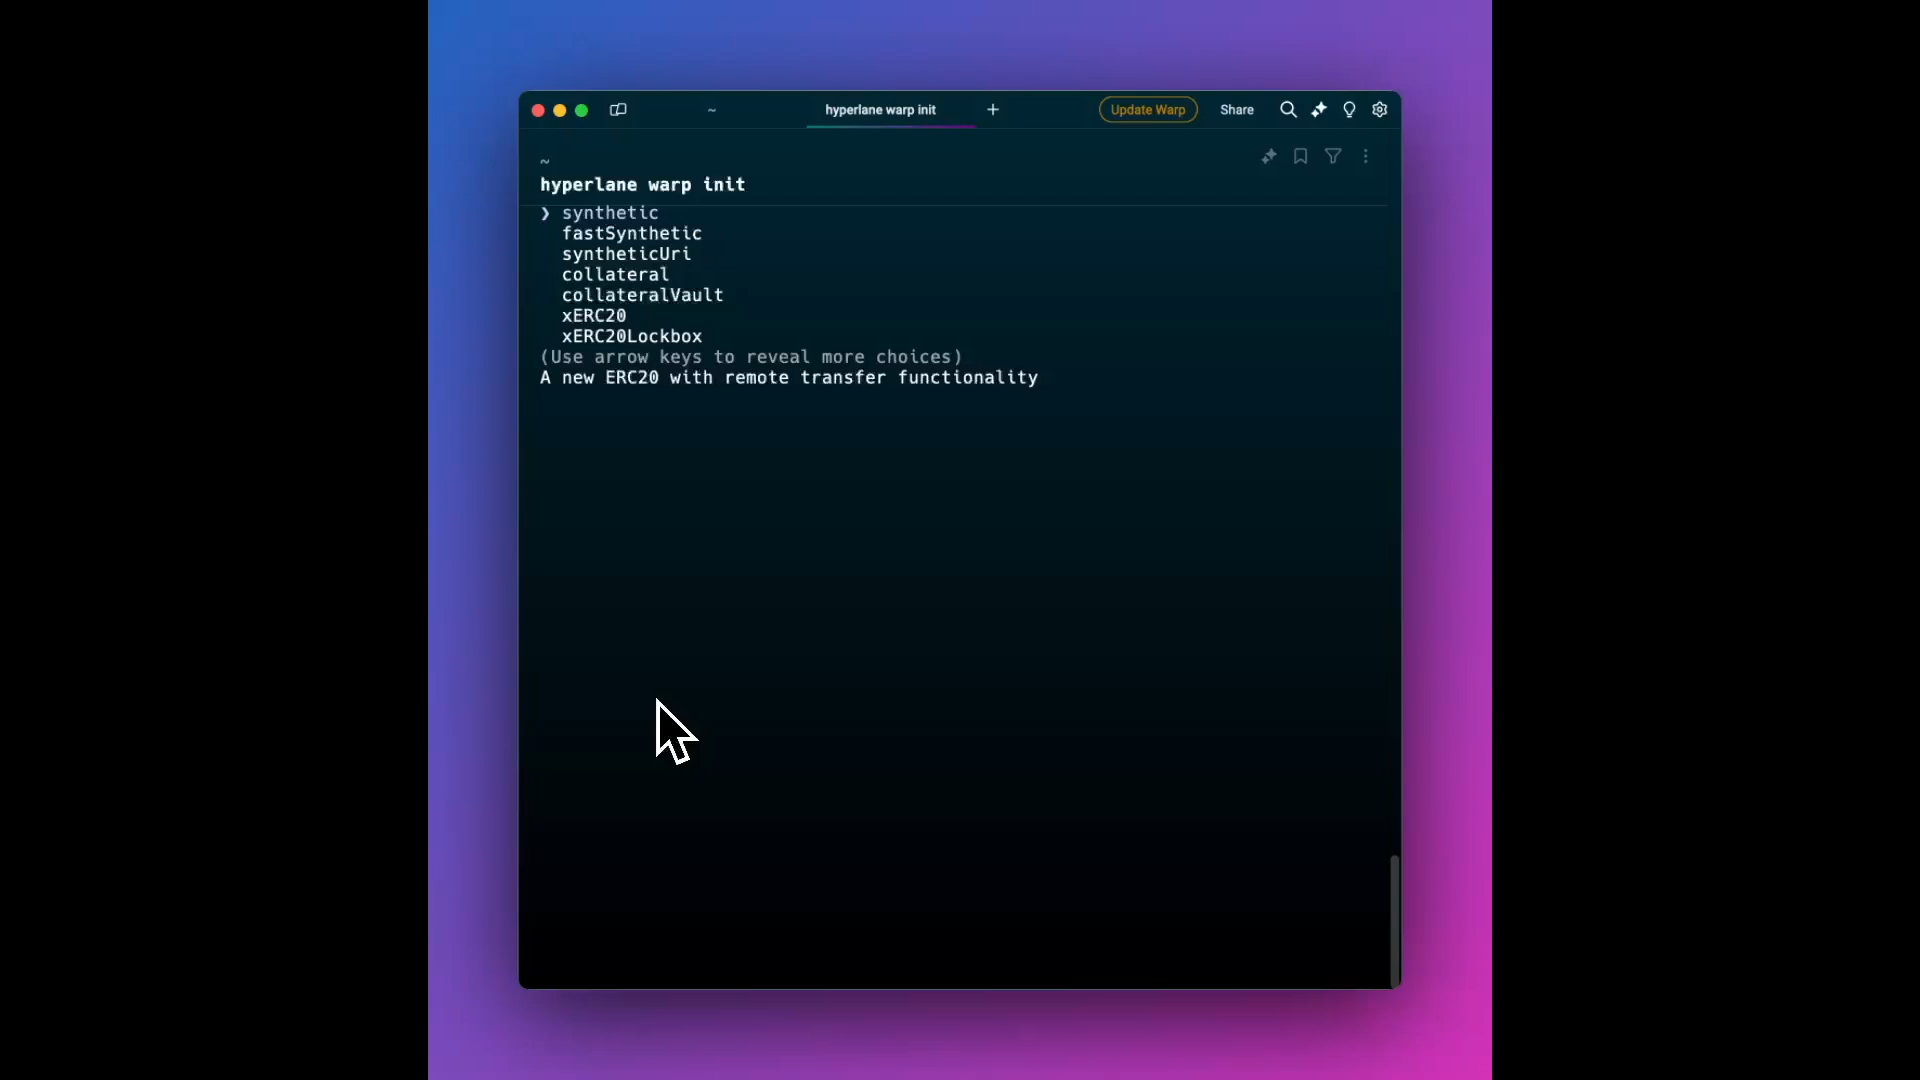 ~
hyperlane warp init
+
Update Warp
Share
~
hyperlane warp init
❯ synthetic
fastSynthetic
syntheticUri
collateral
collateralVault
xERC20
xERC20Lockbox
(Use arrow keys to reveal more choices)
A new ERC20 with remote transfer functionality